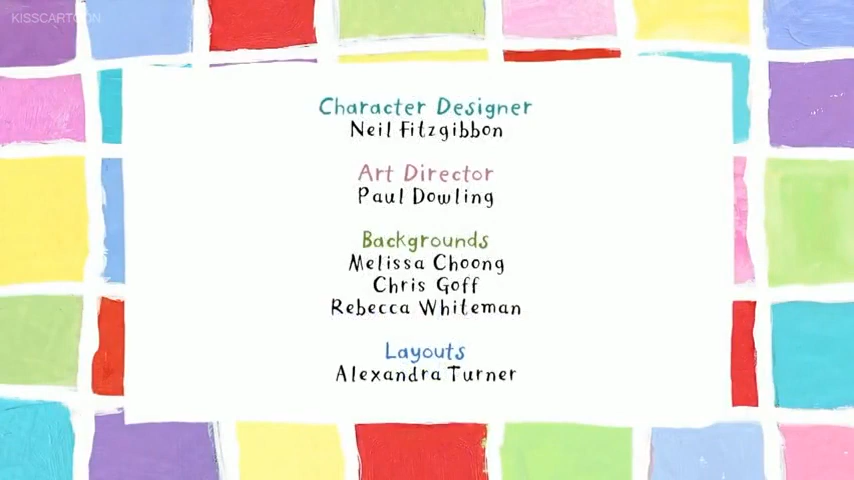 KISSCARTOON
Character Designer
Neil Fitzgibbon
Art Director
Paul Dowling
Backgrounds
Melissa Choong
Chris Goff
Rebecca Whiteman
Layouts
Alexandra Turner